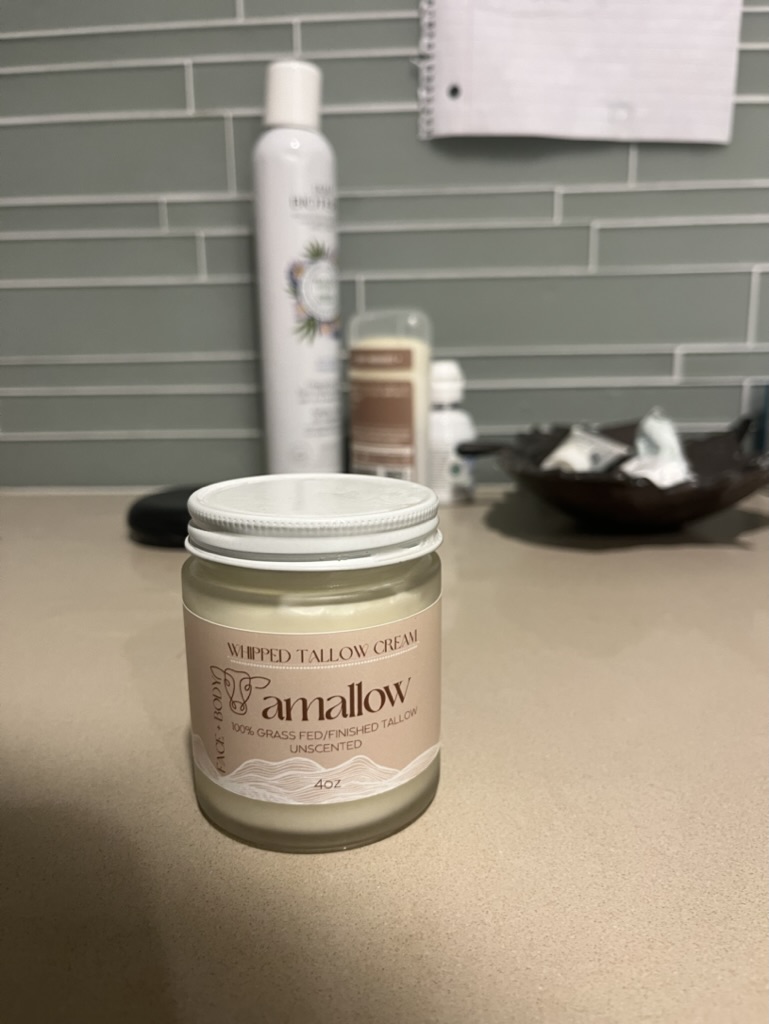 WHIPPED TALLOW CREAM
FACE + BODY
amallow
100% GRASS FED/FINISHED TALLOW
UNSCENTED
4oz